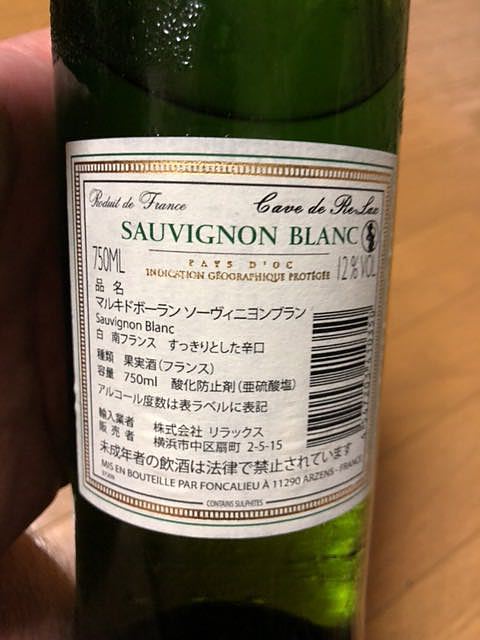 Produit de France Cave de ReLax
SAUVIGNON BLANC
750ML PAYS D'OC 12%VOL
INDICATION GÉOGRAPHIQUE PROTÉGÉE
品 名
マルキドボーラン ソーヴィニヨンブラン
Sauvignon Blanc
白 南フランス すっきりとした辛口
種類 果実酒(フランス)
容量 750ml 酸化防止剤(亜硫酸塩)
アルコール度数は表ラベルに表記
輸入業者 株式会社 リラックス
販売者 横浜市中区扇町 2-5-15
未成年者の飲酒は法律で禁止されています
MIS EN BOUTEILLE PAR FONCALIEU À 11290 ARZENS - FRANCE
CONTAINS SULPHITES